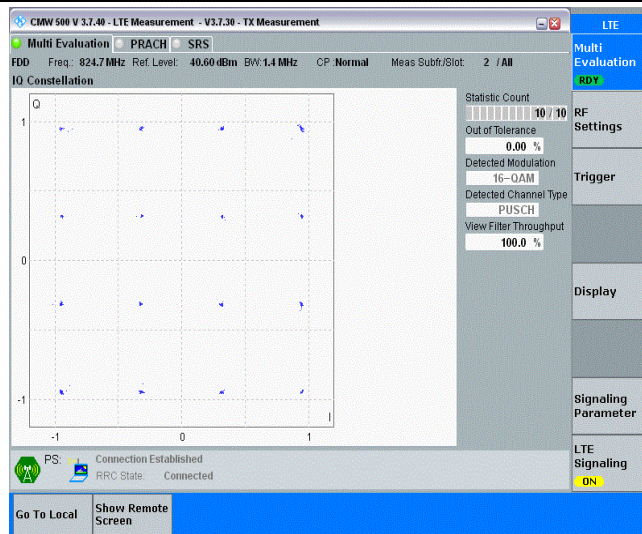 CMW 500 V 3.7.40 - LTE Measurement - V3.7.30 - TX Measurement
LTE
Multi Evaluation PRACH SRS
Multi
Evaluation
RDY
FDD Freq.: 824.7 MHz Ref. Level: 40.60 dBm BW:1.4 MHz CP :Normal Meas Subfr./Slot: 2 / All
IQ Constellation
Statistic Count
10 / 10
Out of Tolerance
0.00 %
Detected Modulation
16-QAM
Detected Channel Type
PUSCH
View Filter Throughput
100.0 %
Q
1
0
-1
I
-1 0 1
RF
Settings
Trigger
Display
Signaling
Parameter
LTE
Signaling
ON
PS: Connection Established
RRC State: Connected
Go To Local
Show Remote
Screen